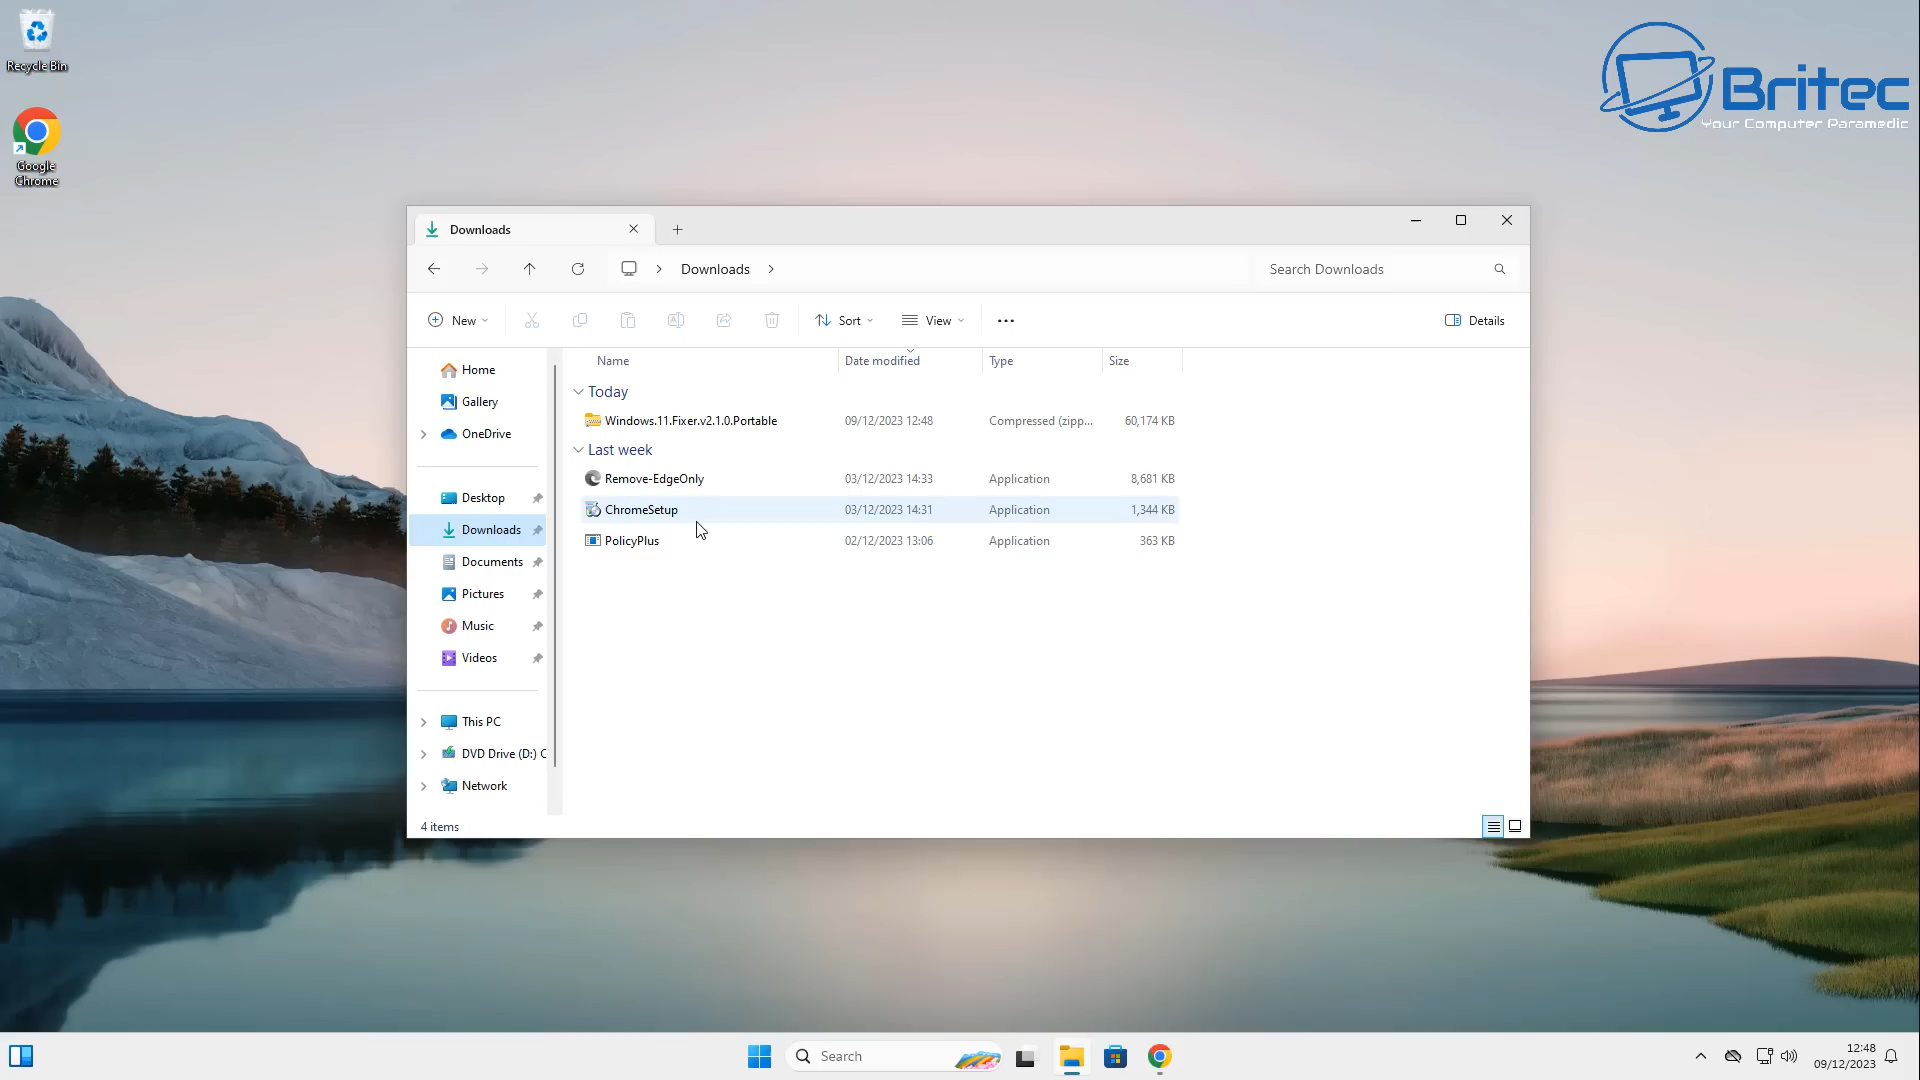 Recycle Bin
Google
Chrome
Britec
Your Computer Paramedic
Downloads
Downloads
Search Downloads
New
Sort
View
Details
Home
Gallery
OneDrive
Desktop
Downloads
Documents
Pictures
Music
Videos
This PC
DVD Drive (D:) C
Network
Name Date modified Type Size
Today
Windows.11.Fixer.v2.1.0.Portable 09/12/2023 12:48 Compressed (zipp... 60,174 KB
Last week
Remove-EdgeOnly 03/12/2023 14:33 Application 8,681 KB
ChromeSetup 03/12/2023 14:31 Application 1,344 KB
PolicyPlus 02/12/2023 13:06 Application 363 KB
4 items
Search
12:48
09/12/2023